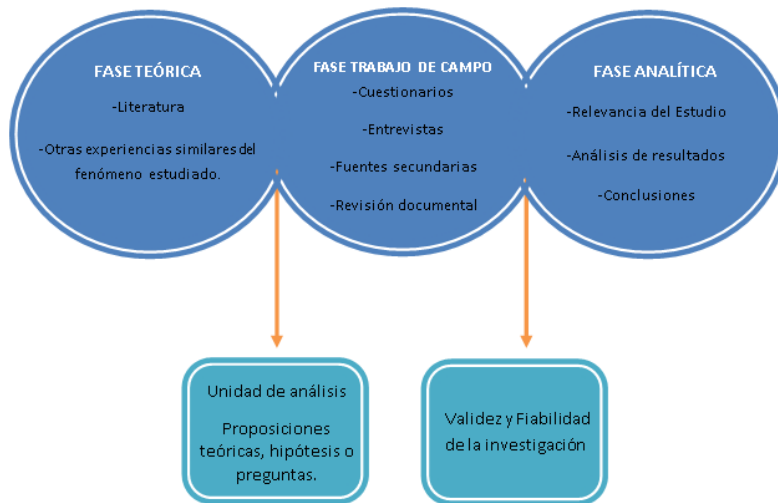 FASE TEÓRICA
-Literatura
-Otras experiencias similares del
fenómeno estudiado.
FASE TRABAJO DE CAMPO
-Cuestionarios
-Entrevistas
-Fuentes secundarias
-Revisión documental
FASE ANALÍTICA
-Relevancia del Estudio
-Análisis de resultados
-Conclusiones
Unidad de análisis
Proposiciones
teóricas, hipótesis o
preguntas.
Validez y Fiabilidad
de la investigación